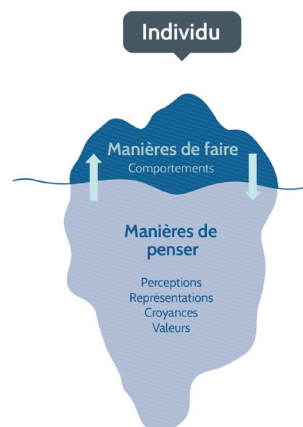 Individu
Manières de faire
Comportements
Manières de
penser
Perceptions
Représentations
Croyances
Valeurs